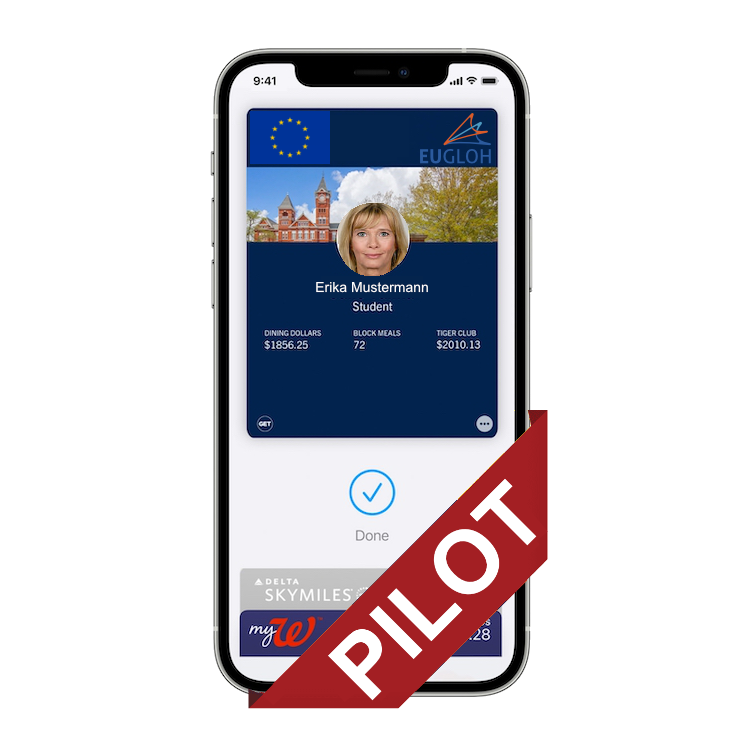 9:41
EUGLOH
Erika Mustermann
Student
DINING DOLLARS BLOCK MEALS TIGER CLUB
$1856.25 72 $2010.13
GET
Done
DELTA
SKYMILES
myW
.28
PILOT